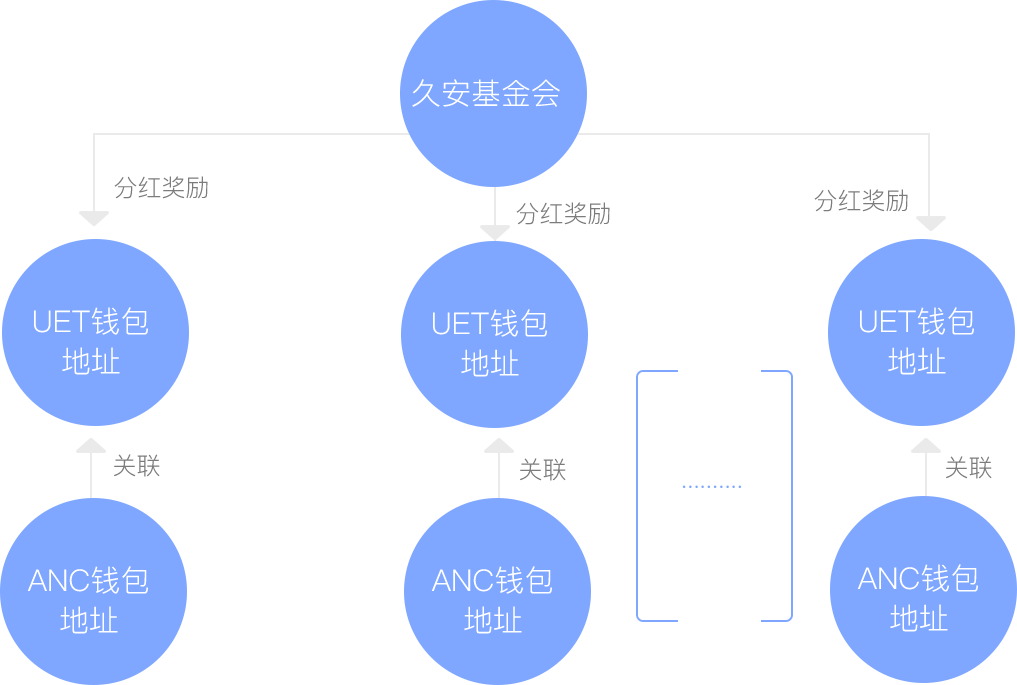 久安基金会
分红奖励
分红奖励
分红奖励
UET钱包
地址
UET钱包
地址
UET钱包
地址
关联
关联
关联
..........
ANC钱包
地址
ANC钱包
地址
ANC钱包
地址